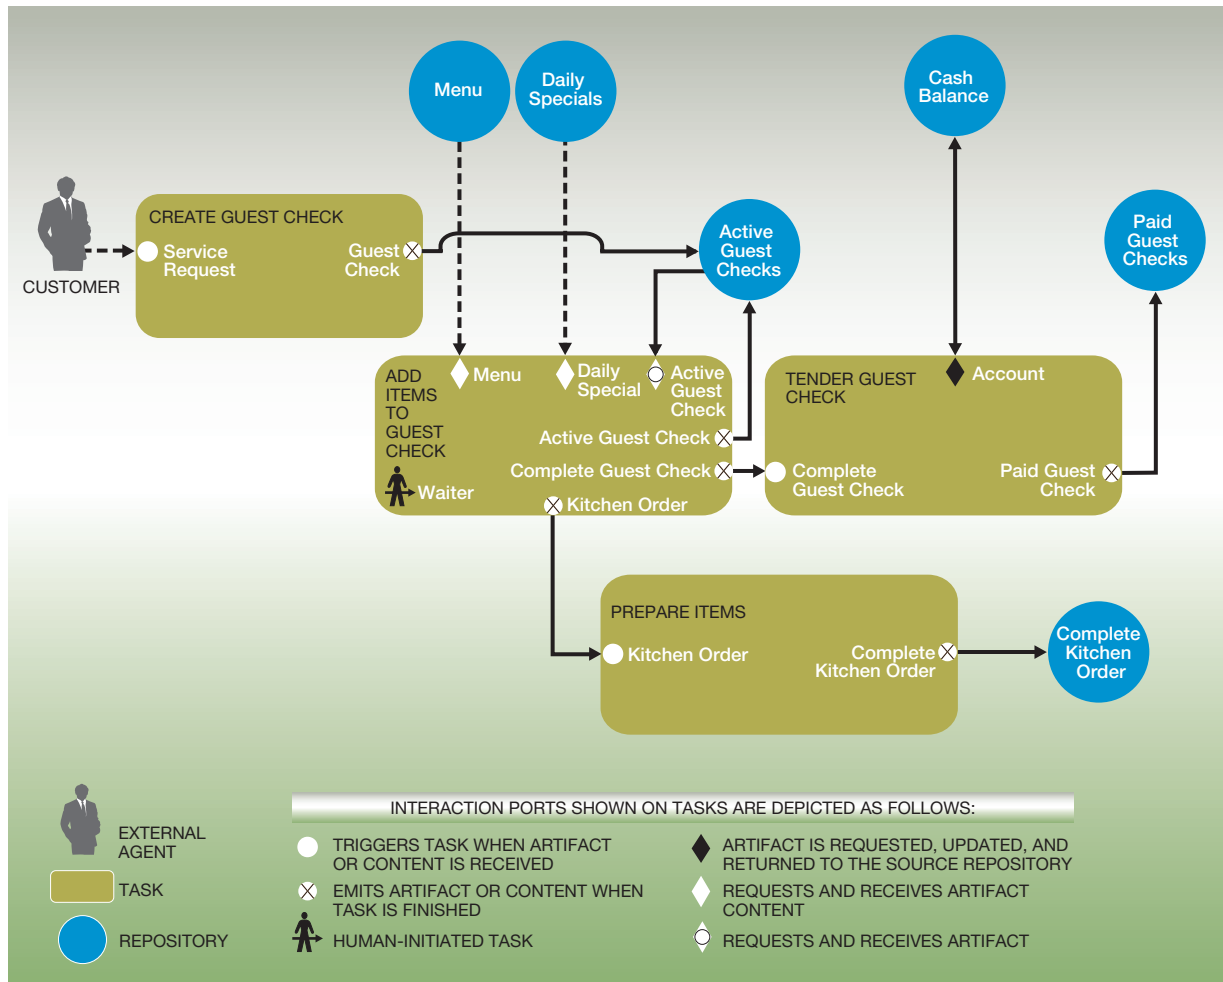 Menu
Daily
Specials
Cash
Balance
CREATE GUEST CHECK
Service
Request
Guest
Check
CUSTOMER
Active
Guest
Checks
Paid
Guest
Checks
ADD
ITEMS
TO
GUEST
CHECK
Menu
Daily
Special
Active
Guest
Check
Active Guest Check
Complete Guest Check
Waiter
Kitchen Order
TENDER GUEST
CHECK
Account
Complete
Guest Check
Paid Guest
Check
PREPARE ITEMS
Kitchen Order
Complete
Kitchen Order
Complete
Kitchen
Order
EXTERNAL
AGENT
TASK
REPOSITORY
INTERACTION PORTS SHOWN ON TASKS ARE DEPICTED AS FOLLOWS:
TRIGGERS TASK WHEN ARTIFACT
OR CONTENT IS RECEIVED
EMITS ARTIFACT OR CONTENT WHEN
TASK IS FINISHED
HUMAN-INITIATED TASK
ARTIFACT IS REQUESTED, UPDATED, AND
RETURNED TO THE SOURCE REPOSITORY
REQUESTS AND RECEIVES ARTIFACT
CONTENT
REQUESTS AND RECEIVES ARTIFACT